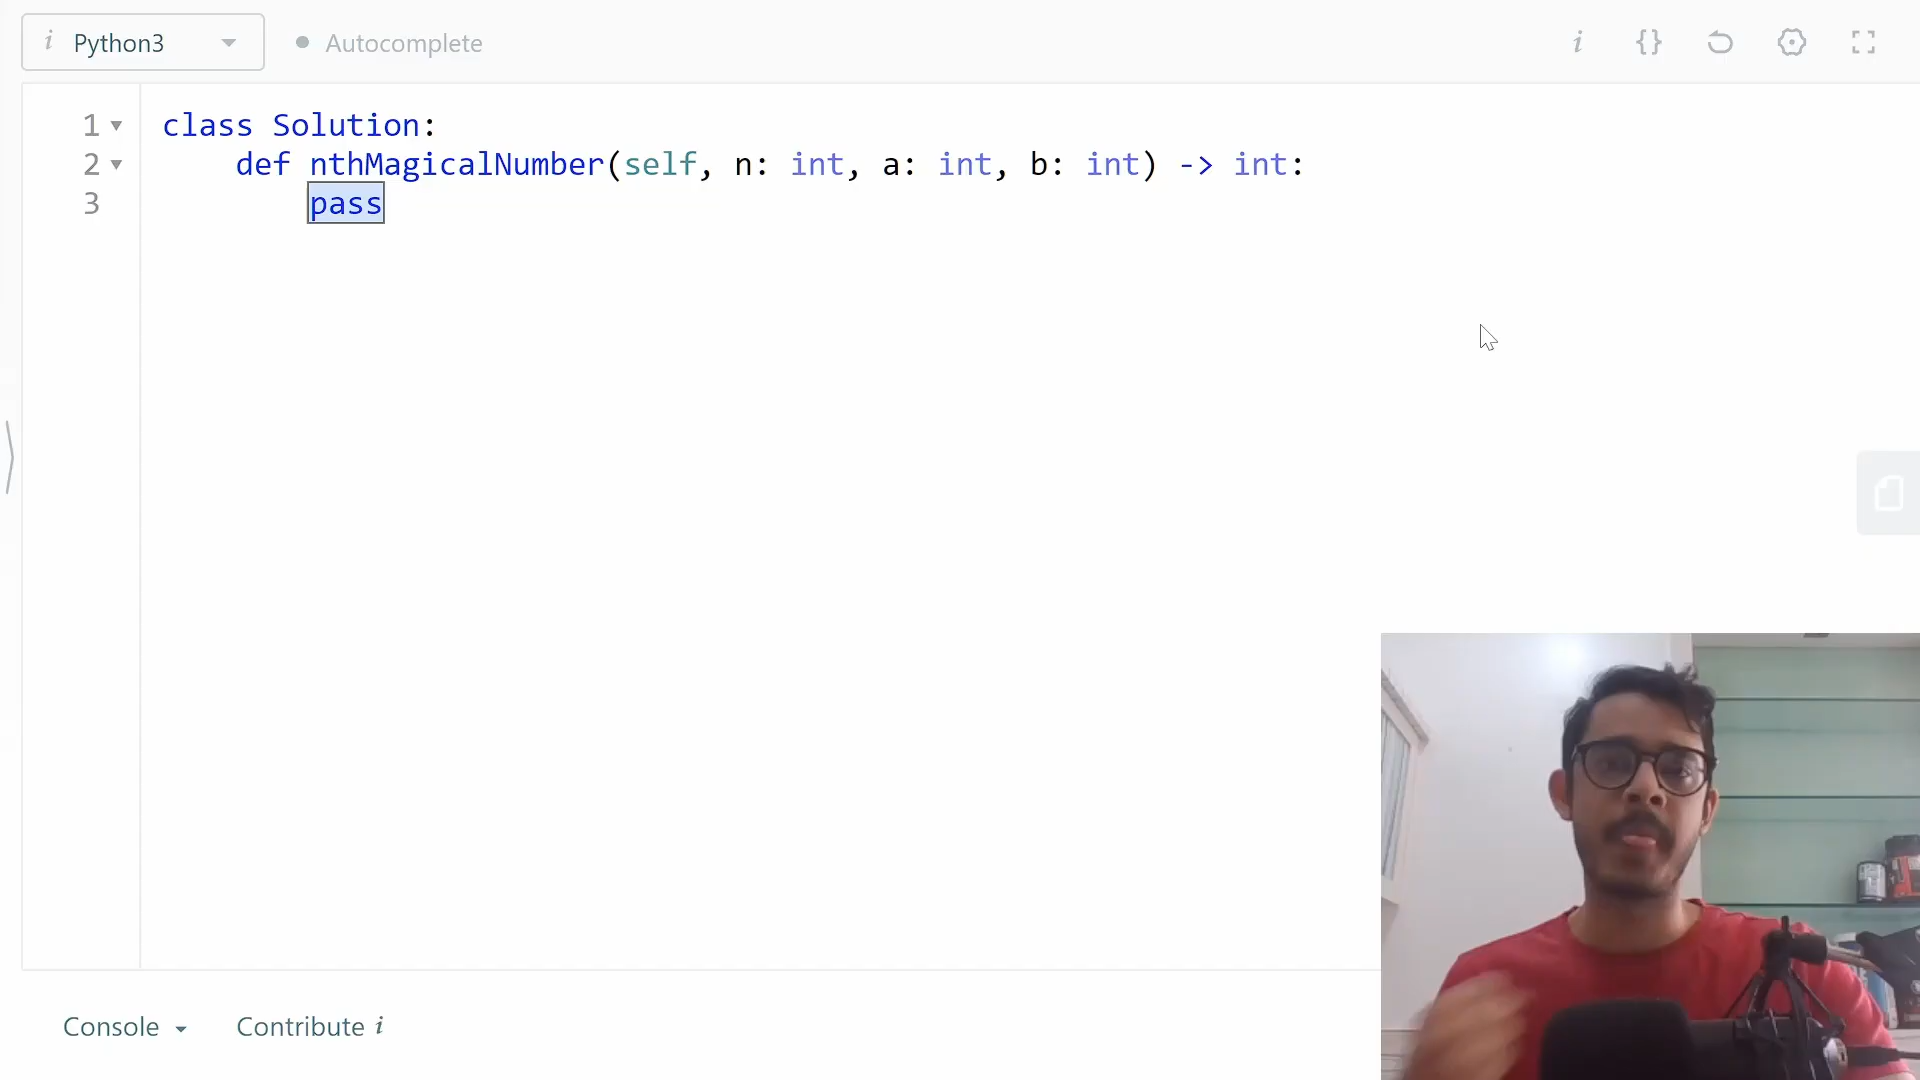 i Python3 Autocomplete i {}
1 class Solution:
2 def nthMagicalNumber(self, n: int, a: int, b: int) -> int:
3 pass
Console Contribute i